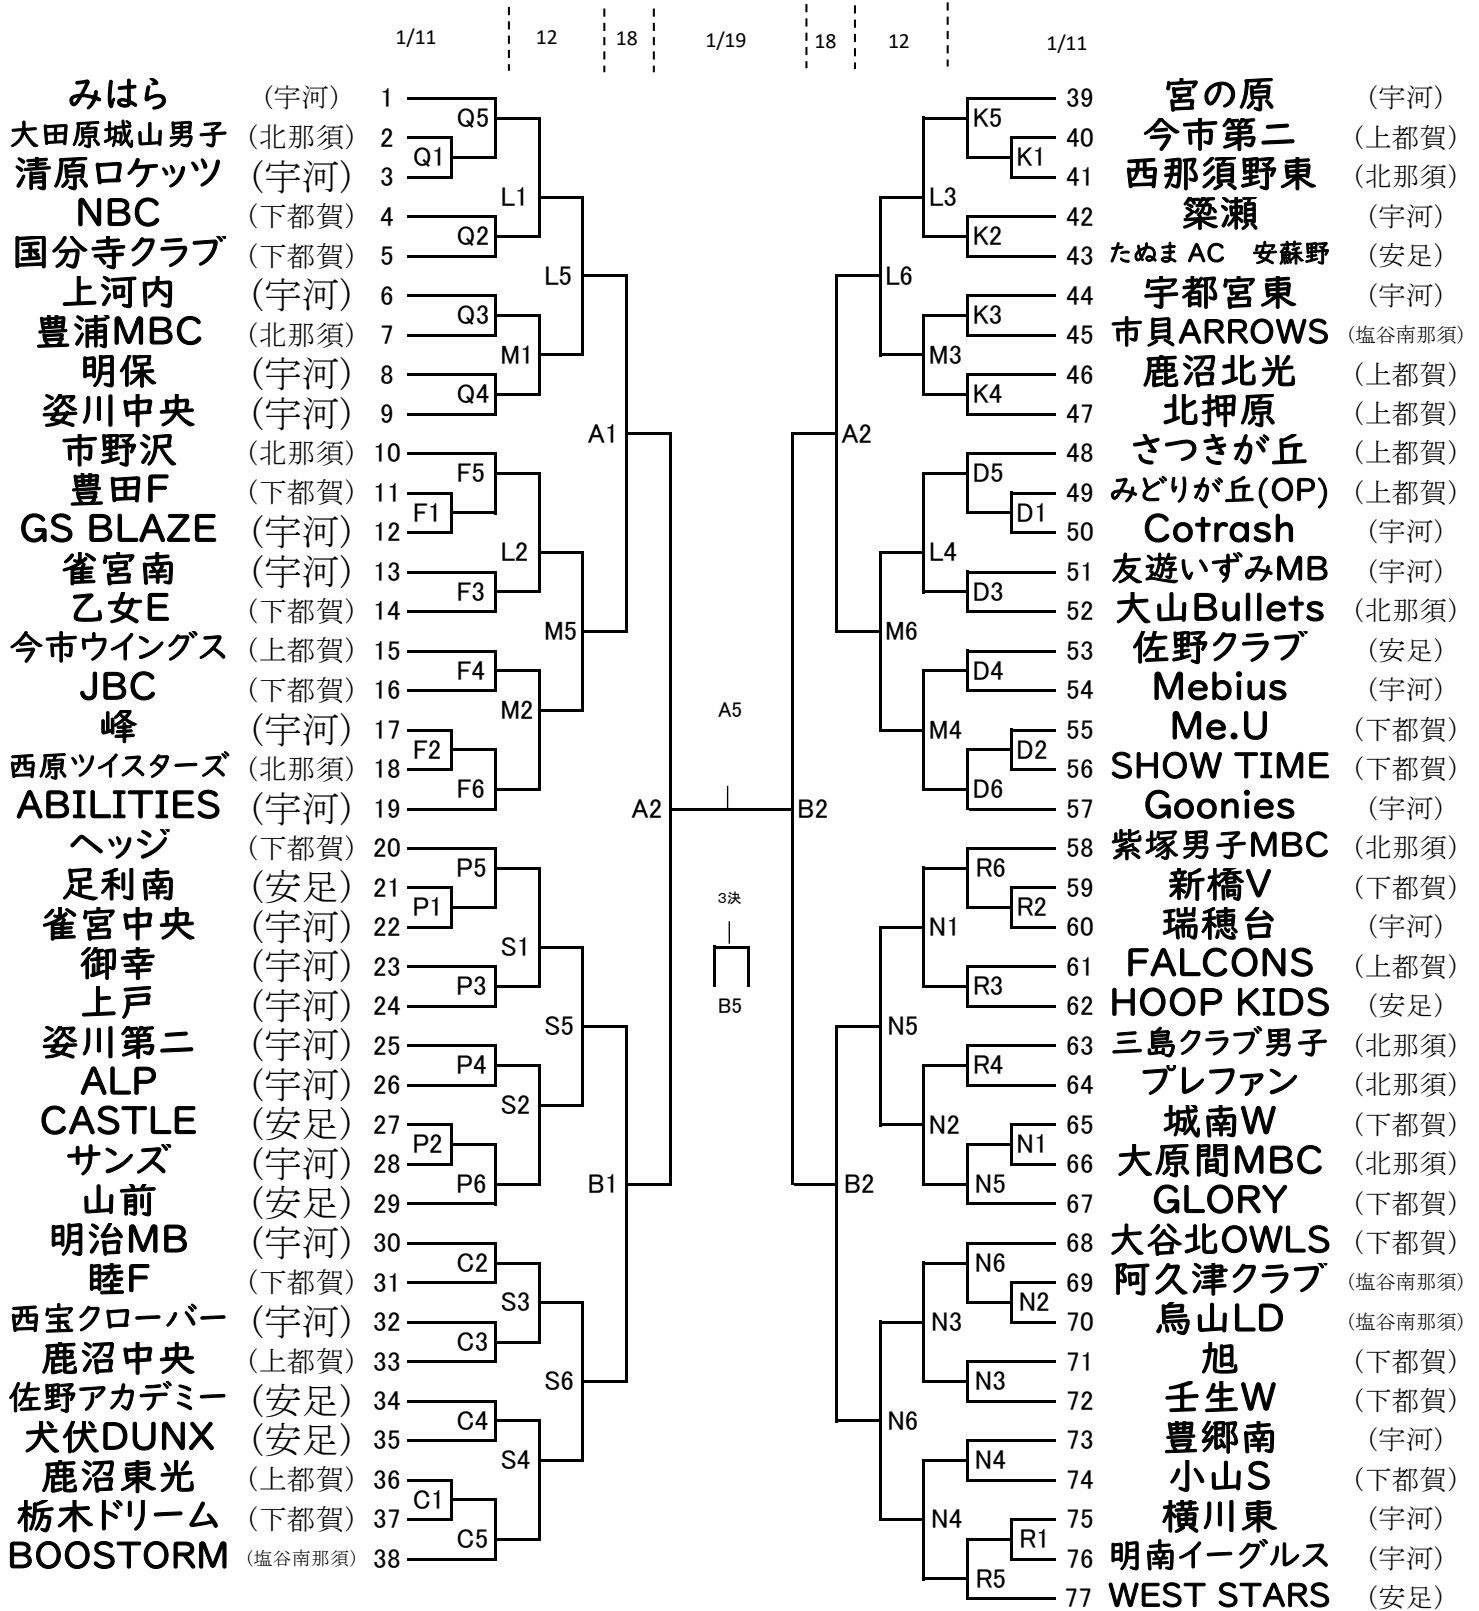 1/11 12 18 1/19 18 12 1/11
みはら (宇河) 1
大田原城山男子 (北那須) 2
清原ロケッツ (宇河) 3
NBC (下都賀) 4
国分寺クラブ (下都賀) 5
上河内 (宇河) 6
豊浦MBC (北那須) 7
明保 (宇河) 8
姿川中央 (宇河) 9
市野沢 (北那須) 10
豊田F (下都賀) 11
GS BLAZE (宇河) 12
雀宮南 (宇河) 13
乙女E (下都賀) 14
今市ウイングス (上都賀) 15
JBC (下都賀) 16
峰 (宇河) 17
西原ツイスターズ (北那須) 18
ABILITIES (宇河) 19
ヘッジ (下都賀) 20
足利南 (安足) 21
雀宮中央 (宇河) 22
御幸 (宇河) 23
上戸 (宇河) 24
姿川第二 (宇河) 25
ALP (宇河) 26
CASTLE (安足) 27
サンズ (宇河) 28
山前 (安足) 29
明治MB (宇河) 30
睦F (下都賀) 31
西宝クローバー (宇河) 32
鹿沼中央 (上都賀) 33
佐野アカデミー (安足) 34
犬伏DUNX (安足) 35
鹿沼東光 (上都賀) 36
栃木ドリーム (下都賀) 37
BOOSTORM (塩谷南那須) 38
Q5
Q1
L1
Q2
L5
Q3
M1
Q4
A1
F5
F1
L2
F3
M5
F4
M2
F2
F6
A2
P5
P1
S1
P3
S5
P4
S2
P2
P6
B1
C2
S3
C3
S6
C4
S4
C1
C5
A5
3決
B5
K5
K1
L3
K2
L6
K3
M3
K4
A2
D5
D1
L4
D3
M6
D4
M4
D2
D6
B2
R6
R2
N1
R3
N5
R4
N2
N1
N5
B2
N6
N2
N3
N3
N6
N4
N4
R1
R5
39 宮の原 (宇河)
40 今市第二 (上都賀)
41 西那須野東 (北那須)
42 簗瀬 (宇河)
43 たぬま AC 安蘇野 (安足)
44 宇都宮東 (宇河)
45 市貝ARROWS (塩谷南那須)
46 鹿沼北光 (上都賀)
47 北押原 (上都賀)
48 さつきが丘 (上都賀)
49 みどりが丘(OP) (上都賀)
50 Cotrash (宇河)
51 友遊いずみMB (宇河)
52 大山Bullets (北那須)
53 佐野クラブ (安足)
54 Mebius (宇河)
55 Me.U (下都賀)
56 SHOW TIME (下都賀)
57 Goonies (宇河)
58 紫塚男子MBC (北那須)
59 新橋V (下都賀)
60 瑞穂台 (宇河)
61 FALCONS (上都賀)
62 HOOP KIDS (安足)
63 三島クラブ男子 (北那須)
64 プレファン (北那須)
65 城南W (下都賀)
66 大原間MBC (北那須)
67 GLORY (下都賀)
68 大谷北OWLS (下都賀)
69 阿久津クラブ (塩谷南那須)
70 烏山LD (塩谷南那須)
71 旭 (下都賀)
72 壬生W (下都賀)
73 豊郷南 (宇河)
74 小山S (下都賀)
75 横川東 (宇河)
76 明南イーグルス (宇河)
77 WEST STARS (安足)